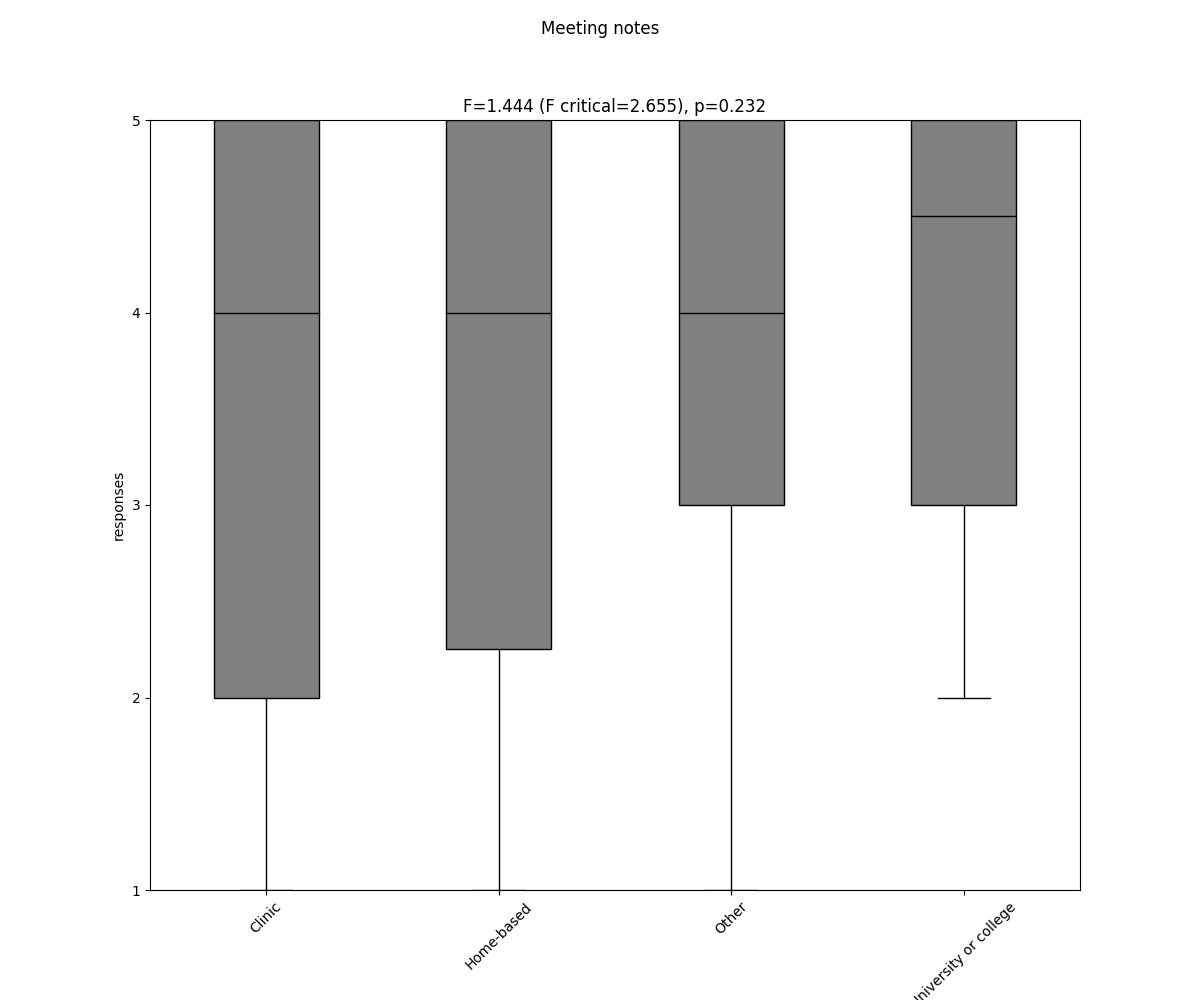 Meeting notes
F=1.444 (F critical=2.655), p=0.232
5
4
3
2
1
responses
Clinic
Home-based
Other
or college